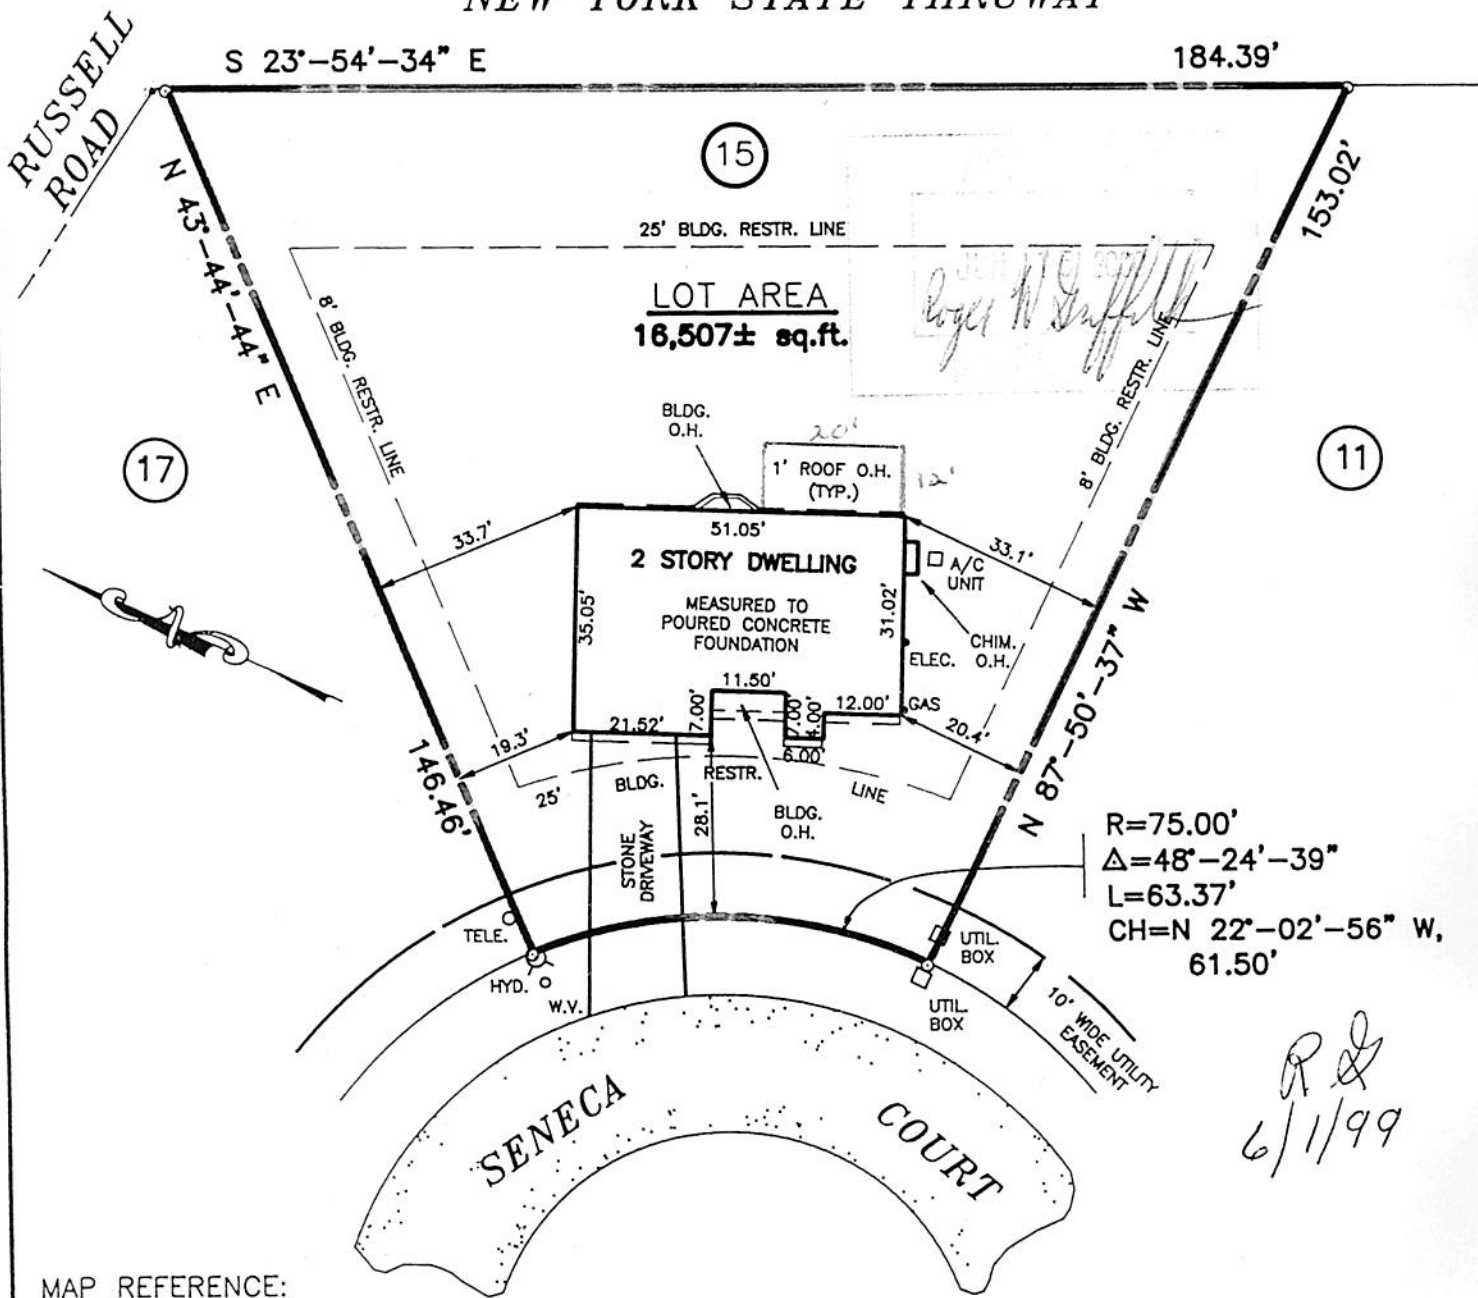 NEW YORK STATE THRUWAY
RUSSELL
ROAD
S 23°-54'-34" E
184.39'
15
N 43°-44'-44" E
153.02'
25' BLDG. RESTR. LINE
LOT AREA
16,507± sq.ft.
Roger W Griffith
8' BLDG. RESTR. LINE
8' BLDG. RESTR. LINE
17
11
BLDG.
O.H.
20'
1' ROOF O.H.
(TYP.)
12'
33.7'
51.05'
33.1'
2 STORY DWELLING
A/C
UNIT
MEASURED TO
POURED CONCRETE
FOUNDATION
35.05'
31.02'
CHIM.
O.H.
ELEC.
11.50'
7.00'
7.00'
4.00'
12.00'
GAS
21.52'
6.00'
19.3'
20.4'
N 87°-50'-37" W
146.46'
25' BLDG. RESTR. LINE
28.1'
BLDG.
O.H.
STONE
DRIVEWAY
R=75.00'
Δ=48°-24'-39"
L=63.37'
CH=N 22°-02'-56" W,
61.50'
TELE.
HYD.
W.V.
UTIL.
BOX
UTIL.
BOX
10' WIDE UTILITY
EASEMENT
SENECA COURT
RG
6/1/99
MAP REFERENCE: